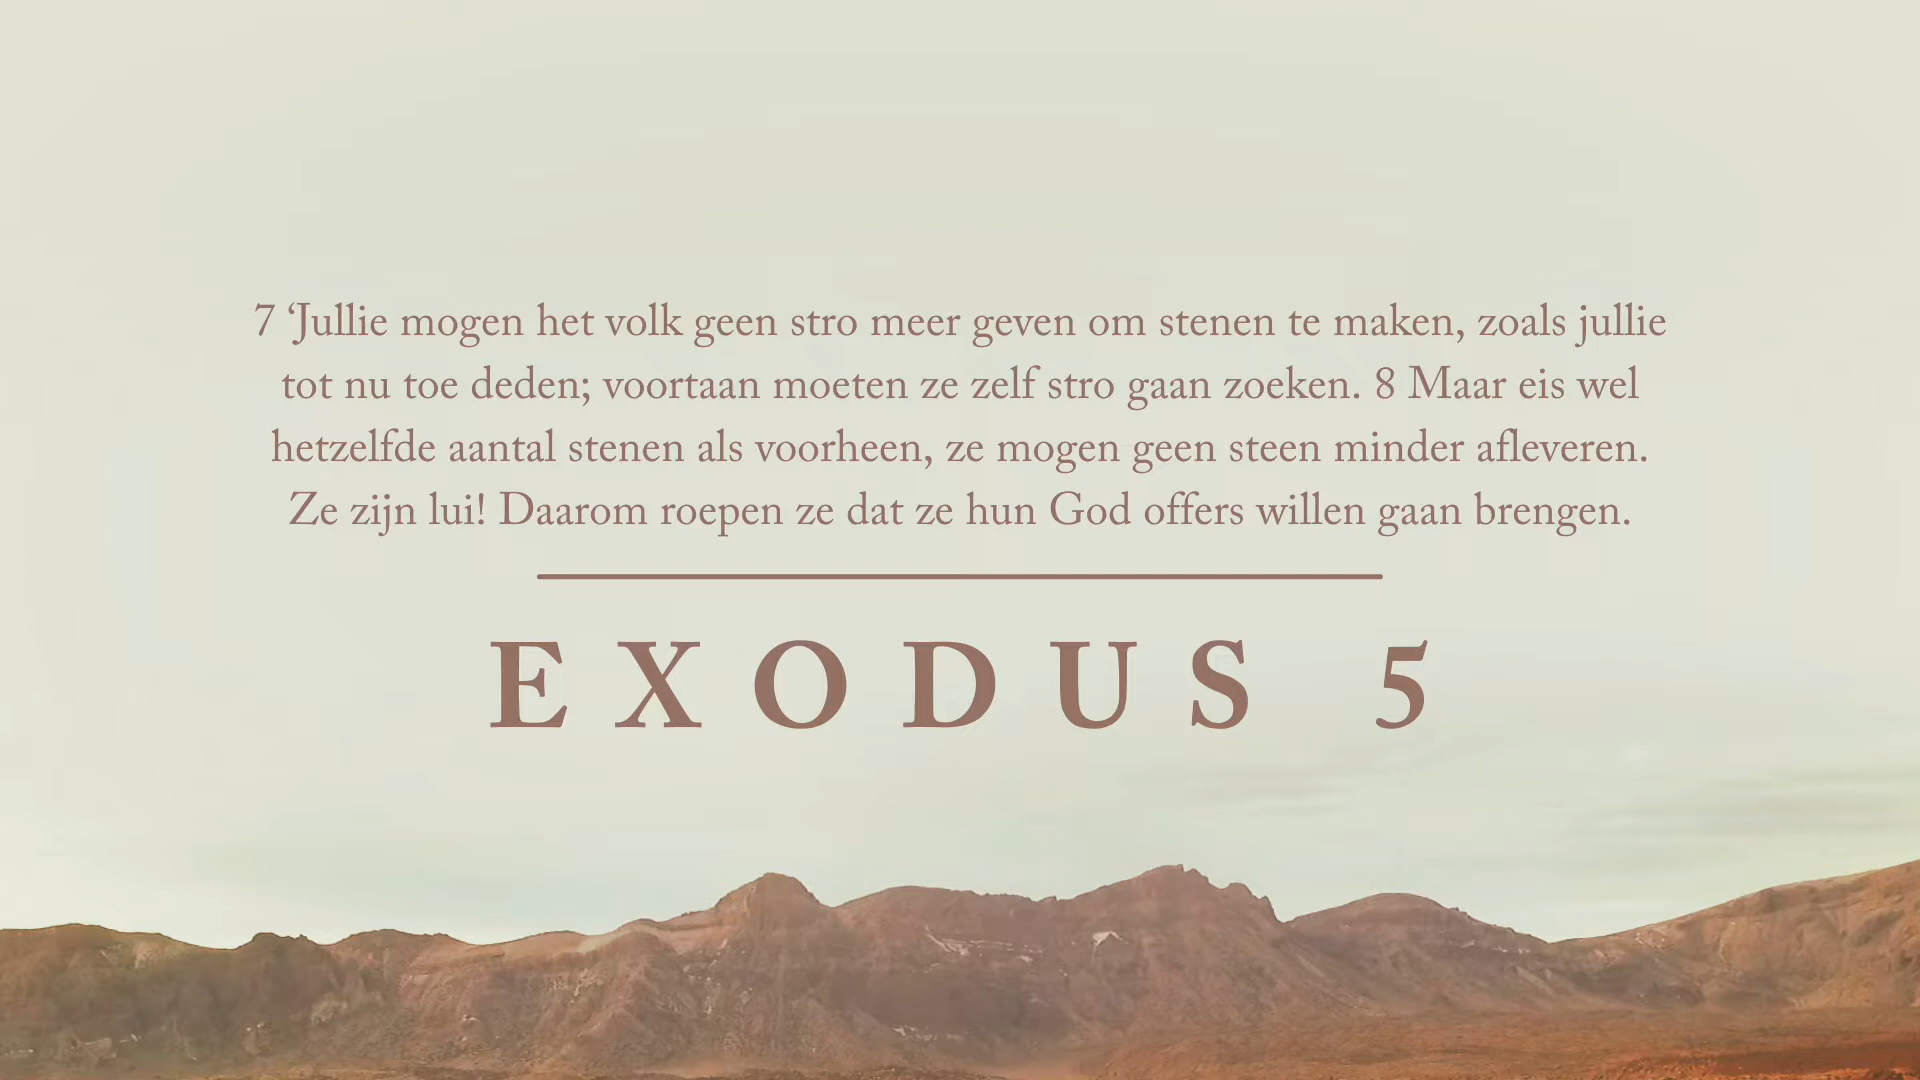 7 ‘Jullie mogen het volk geen stro meer geven om stenen te maken, zoals jullie
tot nu toe deden; voortaan moeten ze zelf stro gaan zoeken. 8 Maar eis wel
hetzelfde aantal stenen als voorheen, ze mogen geen steen minder afleveren.
Ze zijn lui! Daarom roepen ze dat ze hun God offers willen gaan brengen.
EXODUS 5